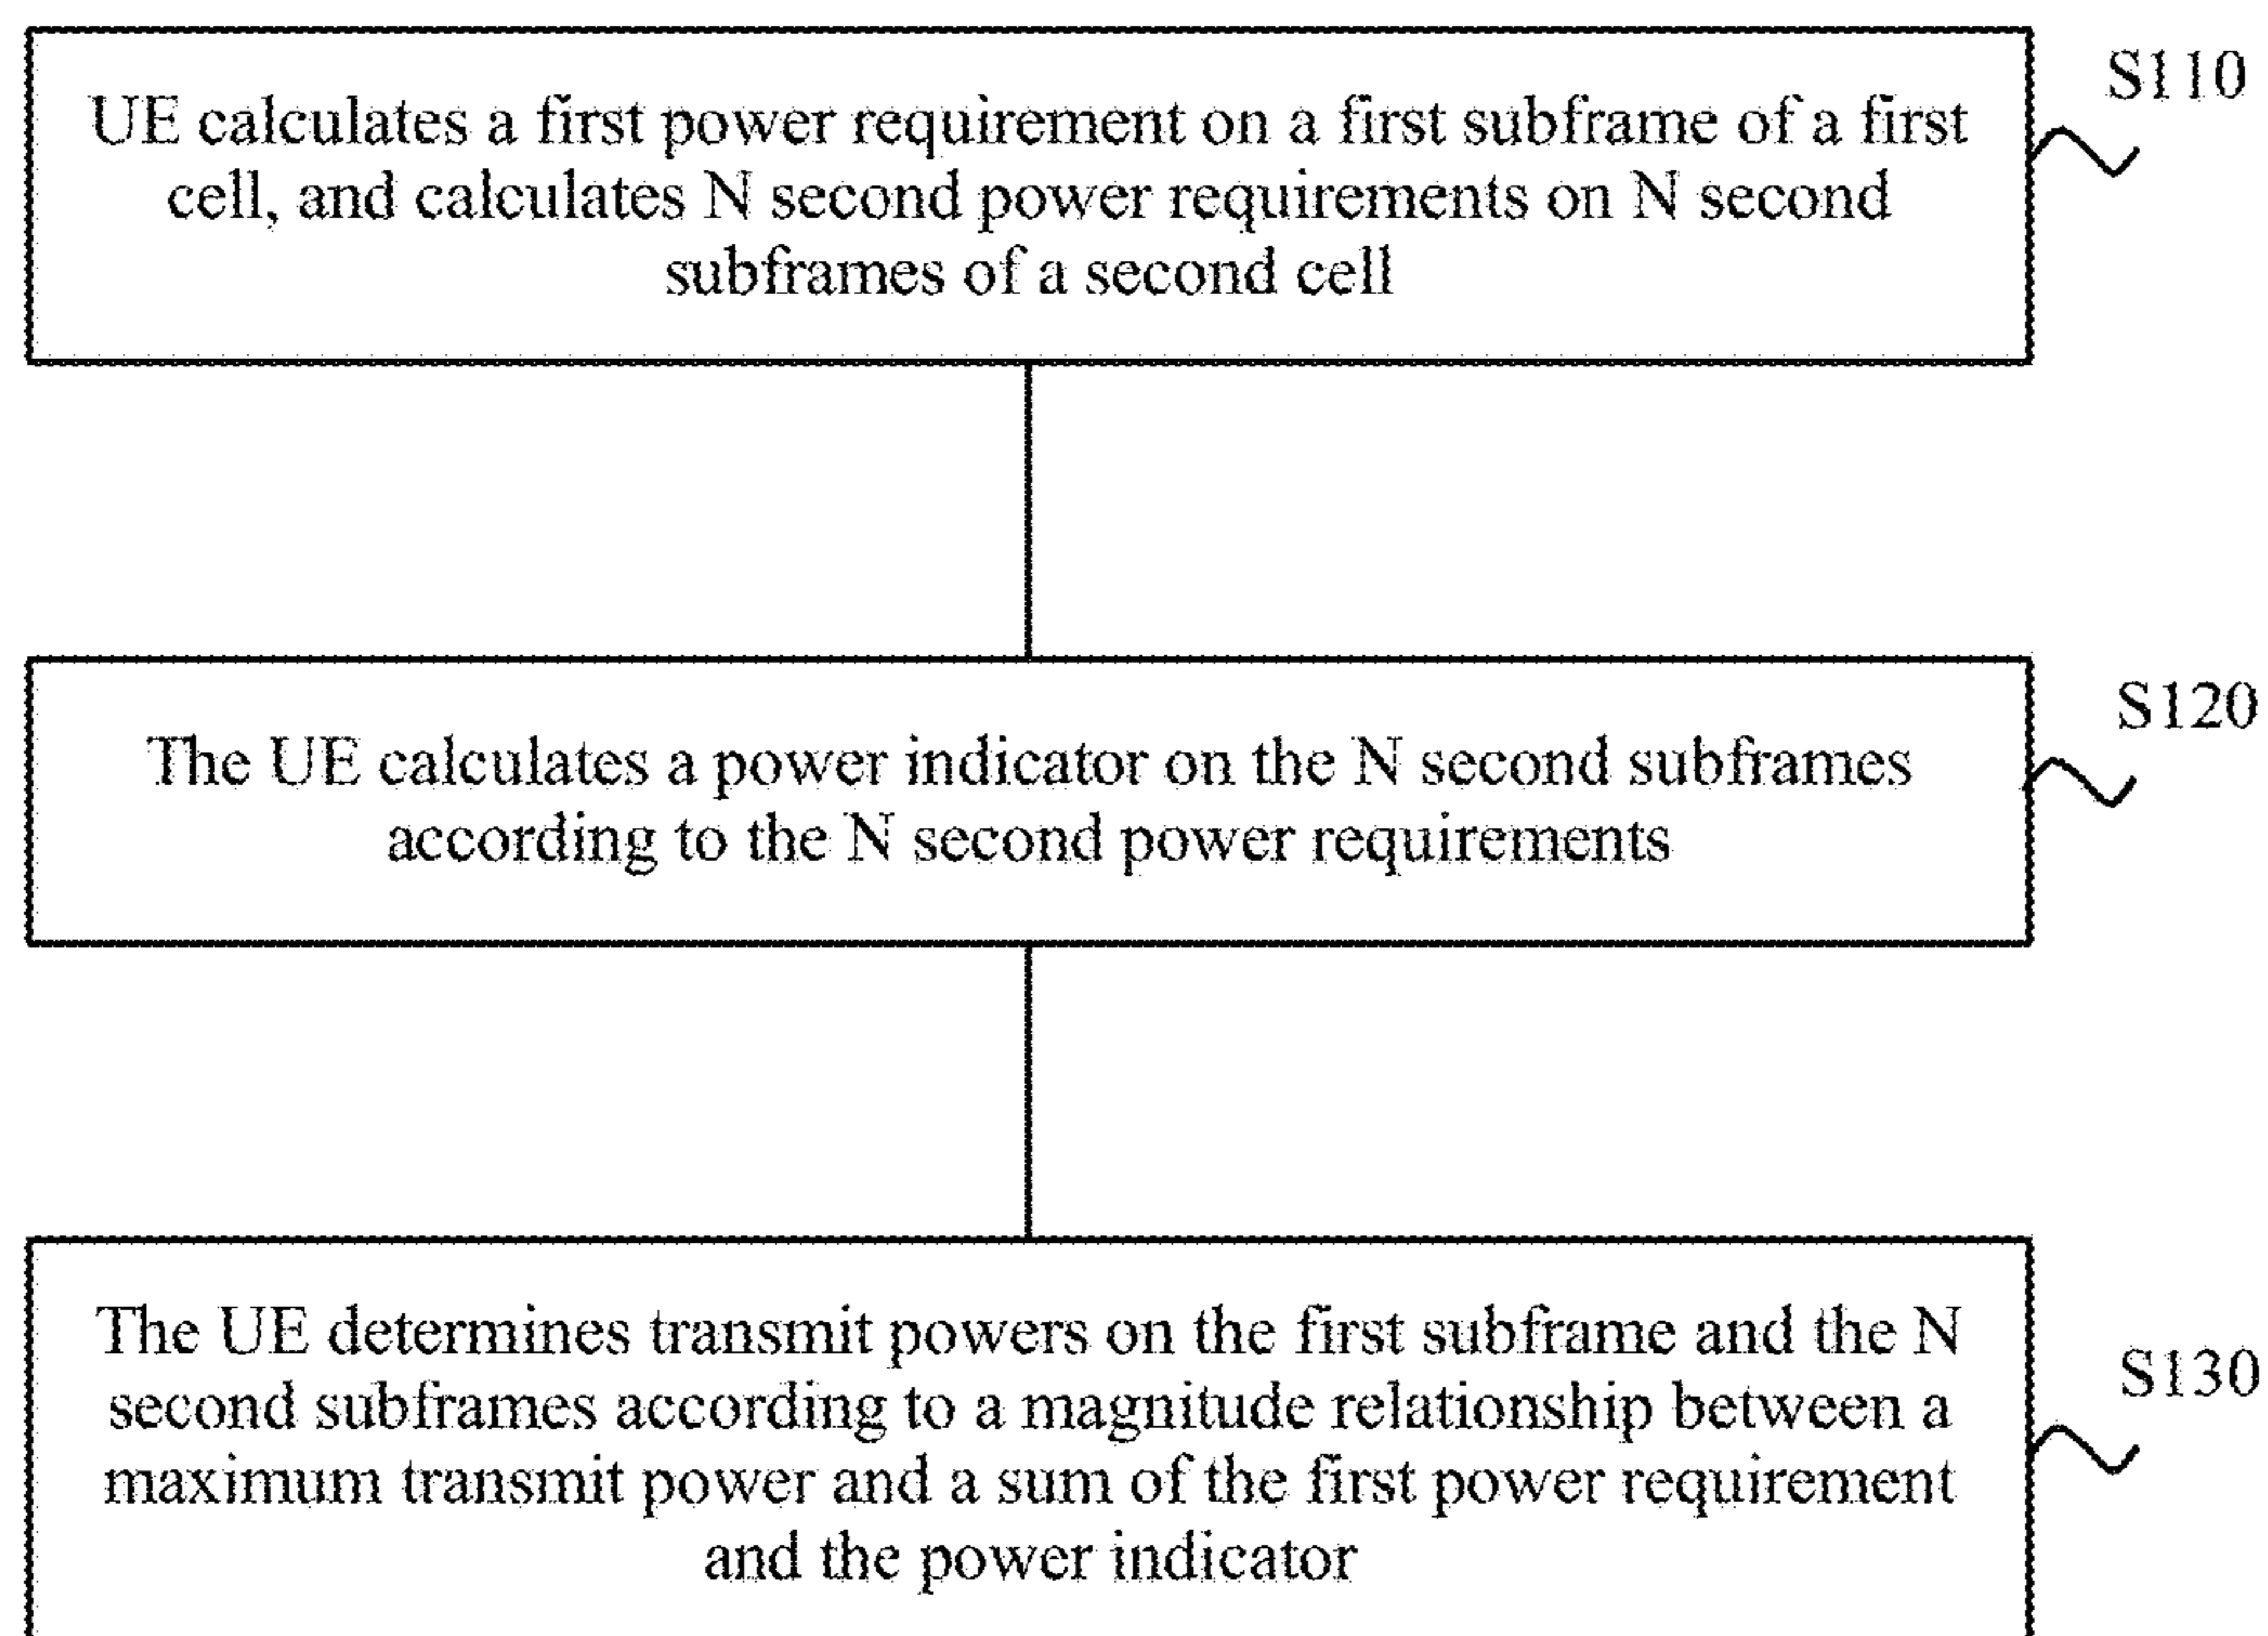 UE calculates a first power requirement on a first subframe of a first
cell, and calculates N second power requirements on N second
subframes of a second cell
S110
The UE calculates a power indicator on the N second subframes
according to the N second power requirements
S120
The UE determines transmit powers on the first subframe and the N
second subframes according to a magnitude relationship between a
maximum transmit power and a sum of the first power requirement
and the power indicator
S130